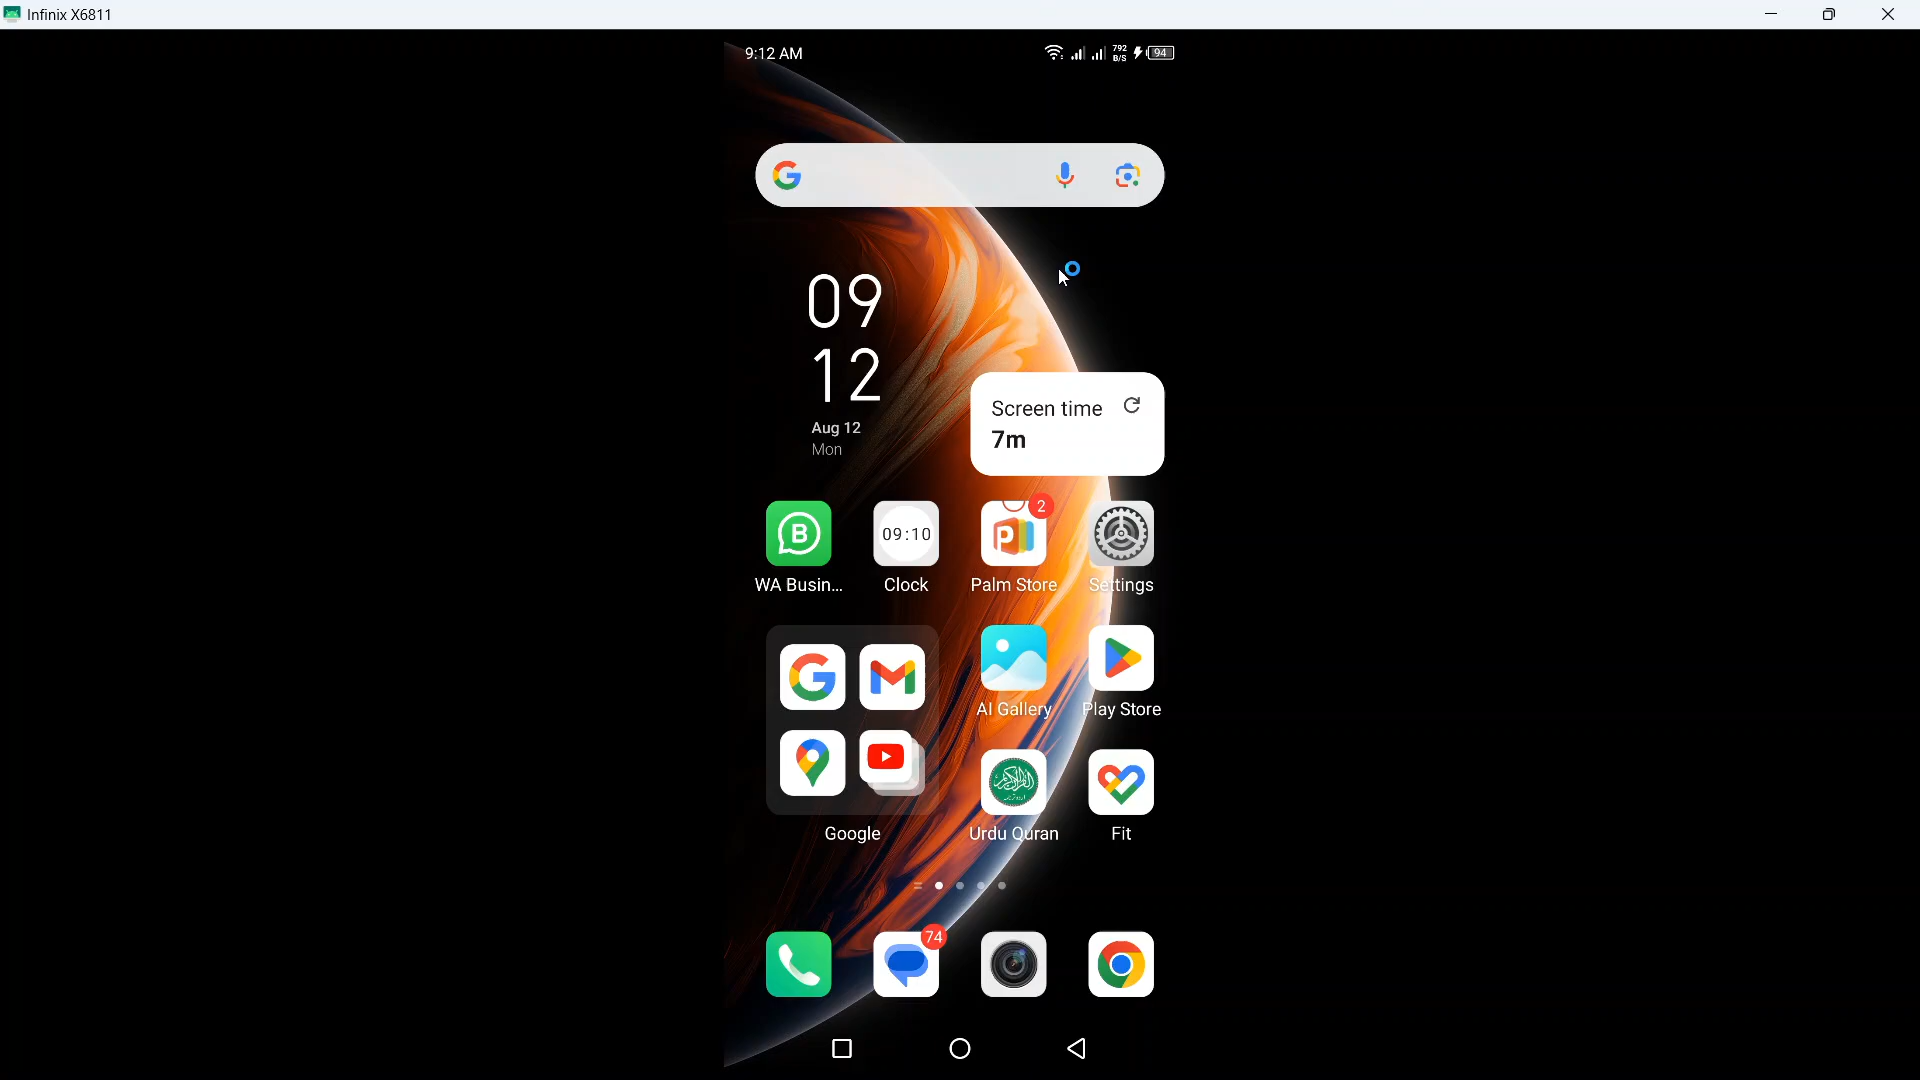 Infinix X6811
9:12 AM
792
B/S
94
09
12
Aug 12
Mon
Screen time
7m
B
09:10
P
2
WA Busin...
Clock
Palm Store
Settings
AI Gallery
Play Store
Google
Urdu Quran
Fit
74